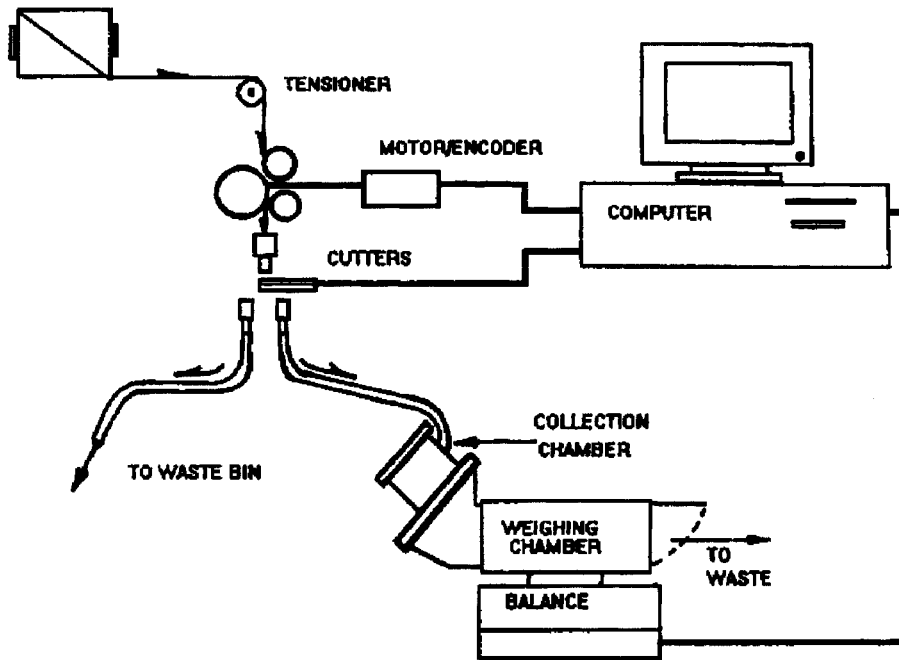 TENSIONER
MOTOR/ENCODER
COMPUTER
CUTTERS
COLLECTION
CHAMBER
TO WASTE BIN
WEIGHING
CHAMBER
TO
WASTE
BALANCE